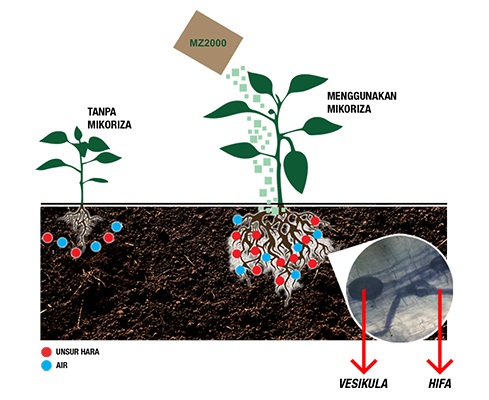 MZ2000
TANPA
MIKORIZA
MENGGUNAKAN
MIKORIZA
UNSUR HARA
AIR
VESIKULA
HIFA